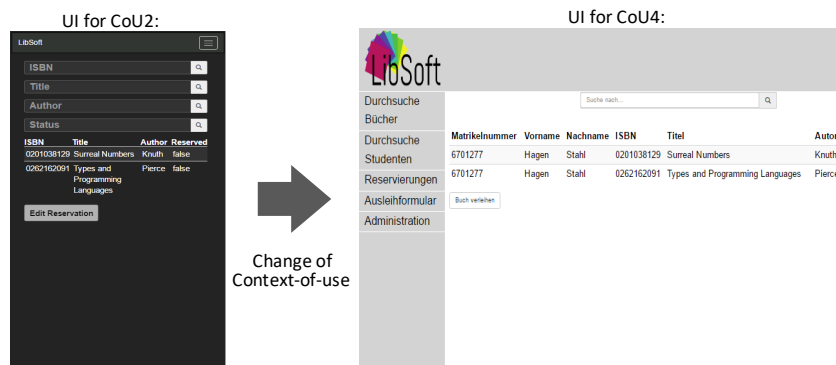 UI for CoU2:
LibSoft
ISBN
Title
Author
Status
ISBN Title Author Reserved
0201038129 Surreal Numbers Knuth false
0262162091 Types and Pierce false
Programming
Languages
Edit Reservation
Change of
Context-of-use
UI for CoU4:
LibSoft
Suche nach...
Durchsuche
Bücher
Durchsuche
Studenten
Reservierungen
Ausleihformular
Administration
Matrikelnummer Vorname Nachname ISBN Titel Autor
6701277 Hagen Stahl 0201038129 Surreal Numbers Knuth
6701277 Hagen Stahl 0262162091 Types and Programming Languages Pierce
Buch verleihen